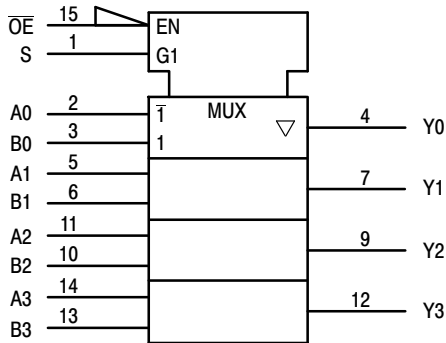 O̅E̅ 15 EN
S 1 G1
MUX
A0 2 1̅ 4 Y0
B0 3 1
A1 5 7 Y1
B1 6
A2 11 9 Y2
B2 10
A3 14 12 Y3
B3 13